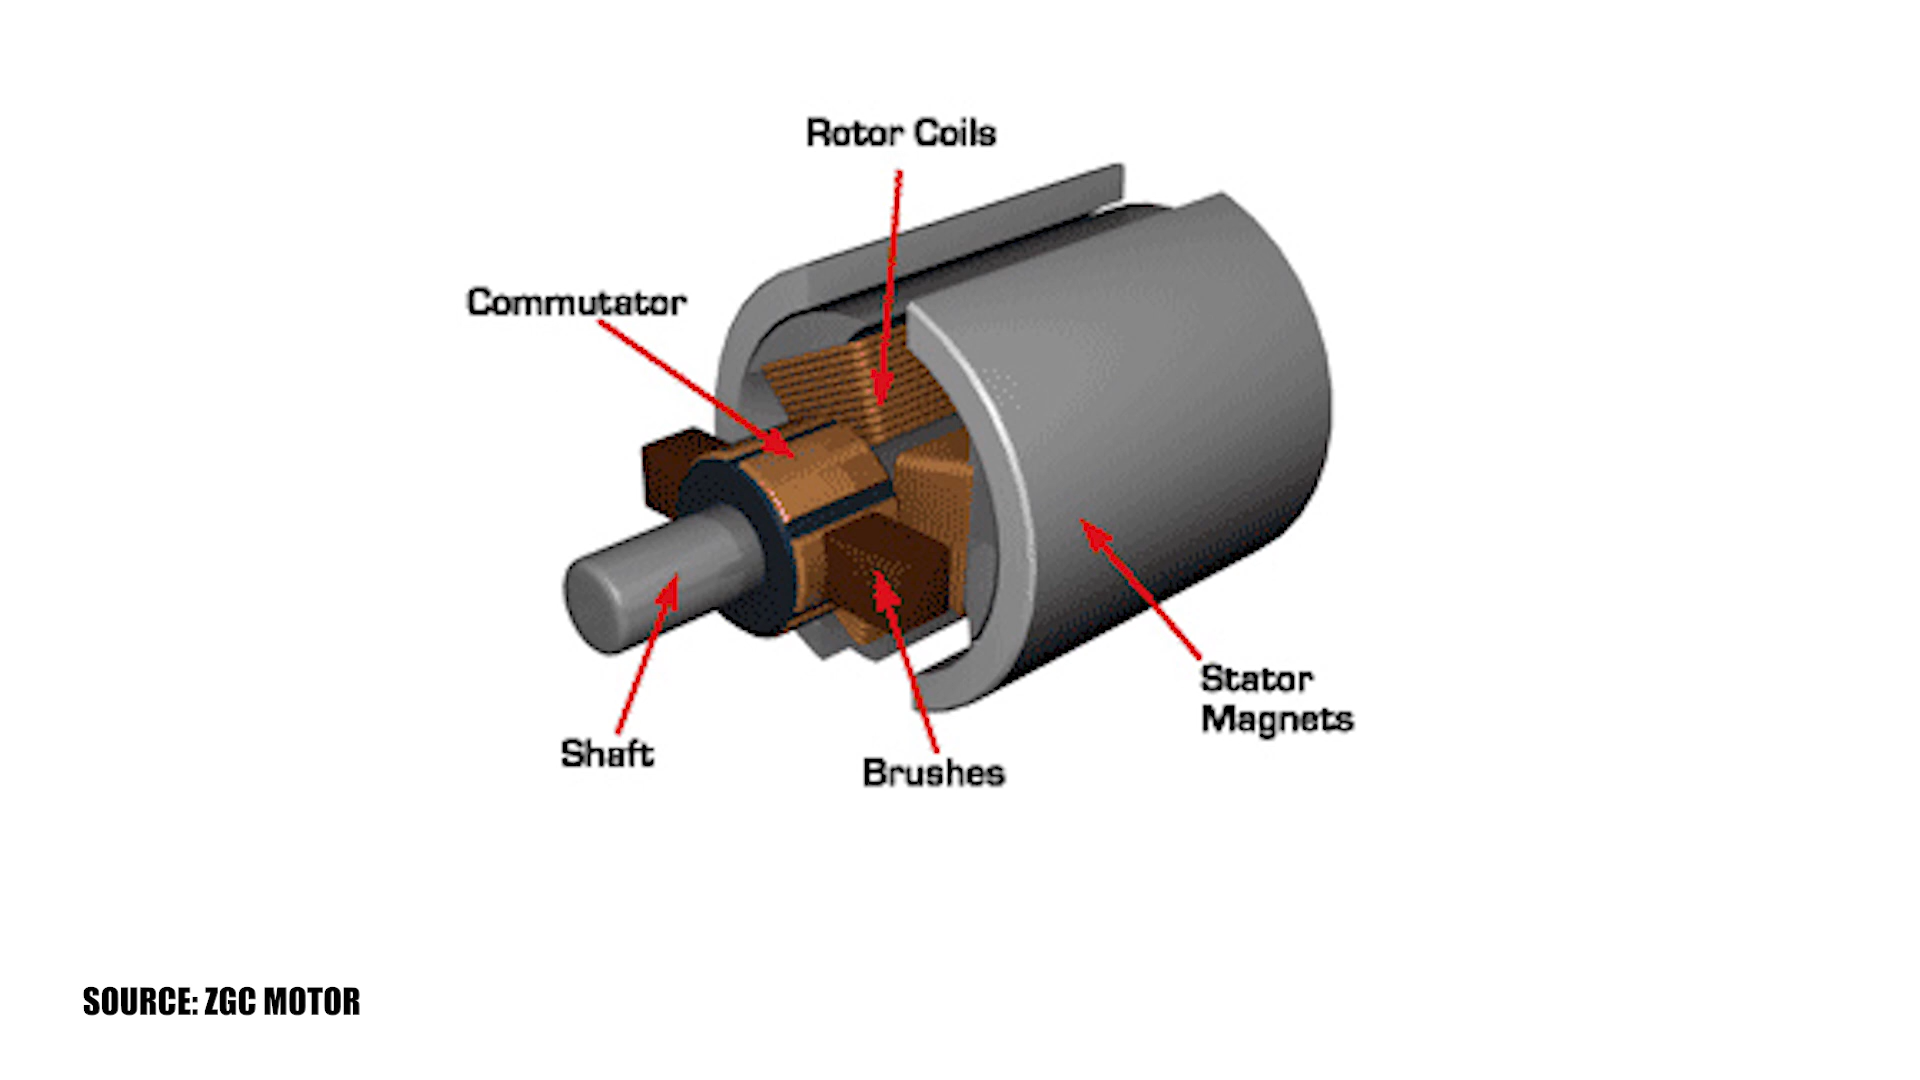 Rotor Coils
Commutator
Stator
Magnets
Shaft
Brushes
SOURCE: ZGC MOTOR